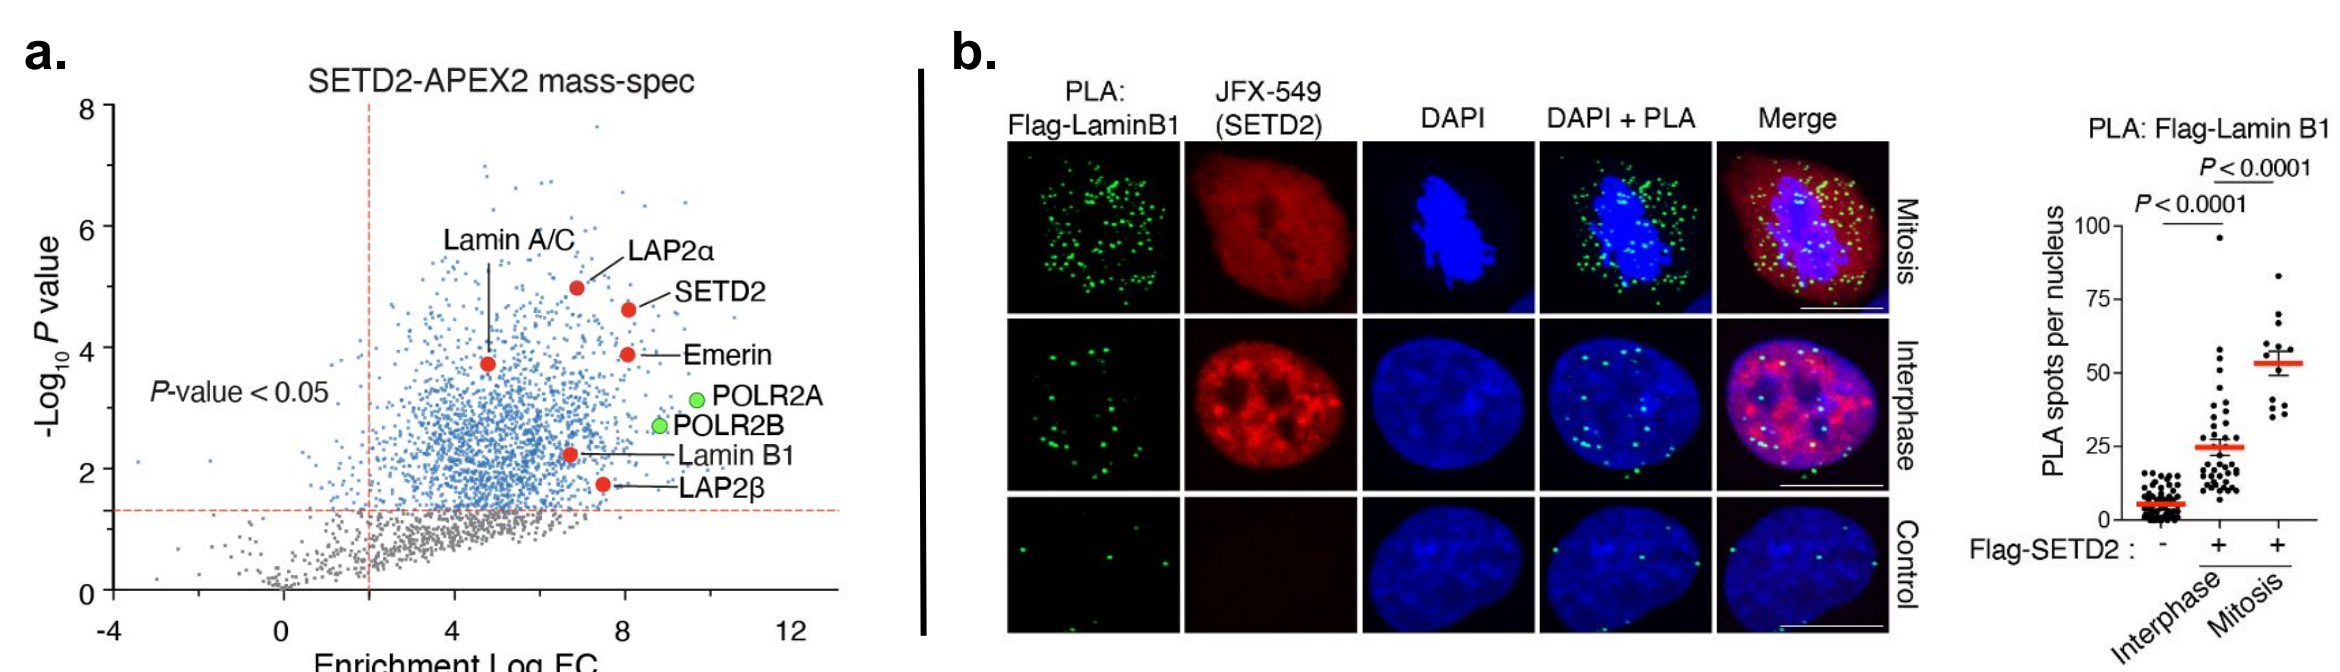 a.
SETD2-APEX2 mass-spec
8
6
4
2
0
-Log10 P value
Lamin A/C
LAP2α
SETD2
Emerin
P-value < 0.05
POLR2A
POLR2B
Lamin B1
LAP2β
-4 0 4 8 12
Enrichment Log FC
b.
PLA:
Flag-LaminB1
JFX-549
(SETD2)
DAPI
DAPI + PLA
Merge
Mitosis
Interphase
Control
PLA: Flag-Lamin B1
P < 0.0001
P < 0.0001
PLA spots per nucleus
100
75
50
25
0
Flag-SETD2 : - + +
Interphase
Mitosis